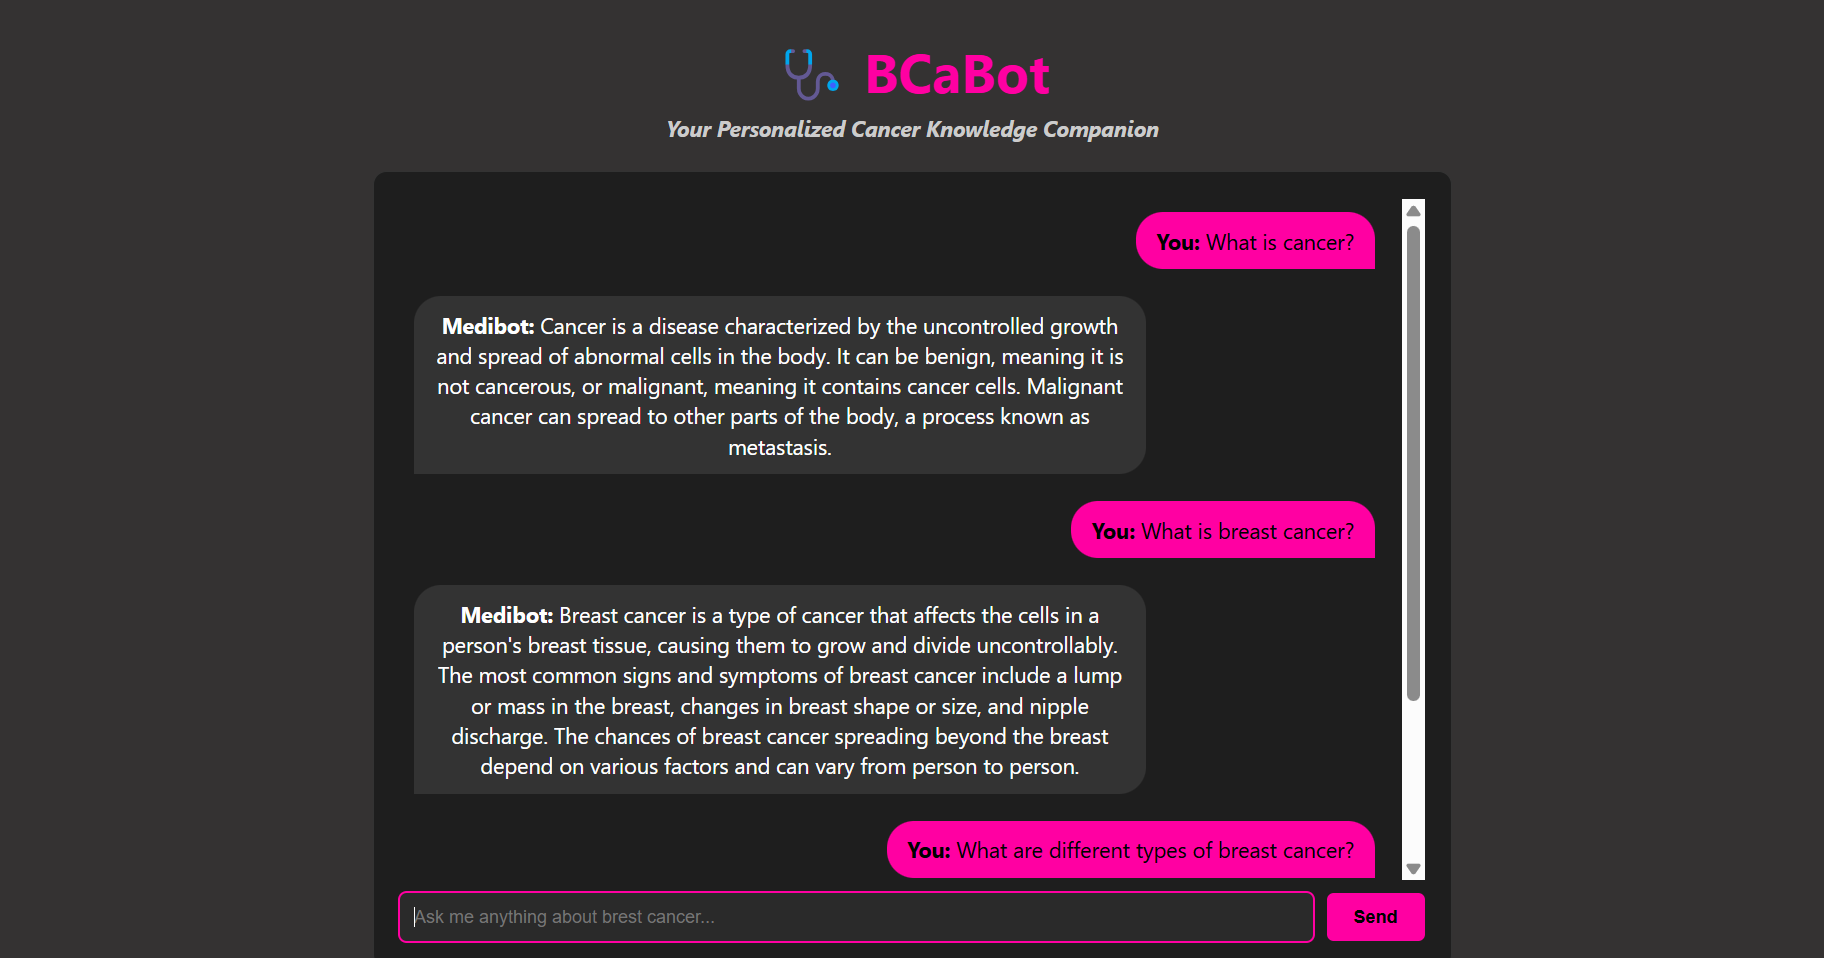 BCaBot
Your Personalized Cancer Knowledge Companion
You: What is cancer?
Medibot: Cancer is a disease characterized by the uncontrolled growth
and spread of abnormal cells in the body. It can be benign, meaning it is
not cancerous, or malignant, meaning it contains cancer cells. Malignant
cancer can spread to other parts of the body, a process known as
metastasis.
You: What is breast cancer?
Medibot: Breast cancer is a type of cancer that affects the cells in a
person's breast tissue, causing them to grow and divide uncontrollably.
The most common signs and symptoms of breast cancer include a lump
or mass in the breast, changes in breast shape or size, and nipple
discharge. The chances of breast cancer spreading beyond the breast
depend on various factors and can vary from person to person.
You: What are different types of breast cancer?
Ask me anything about brest cancer...
Send